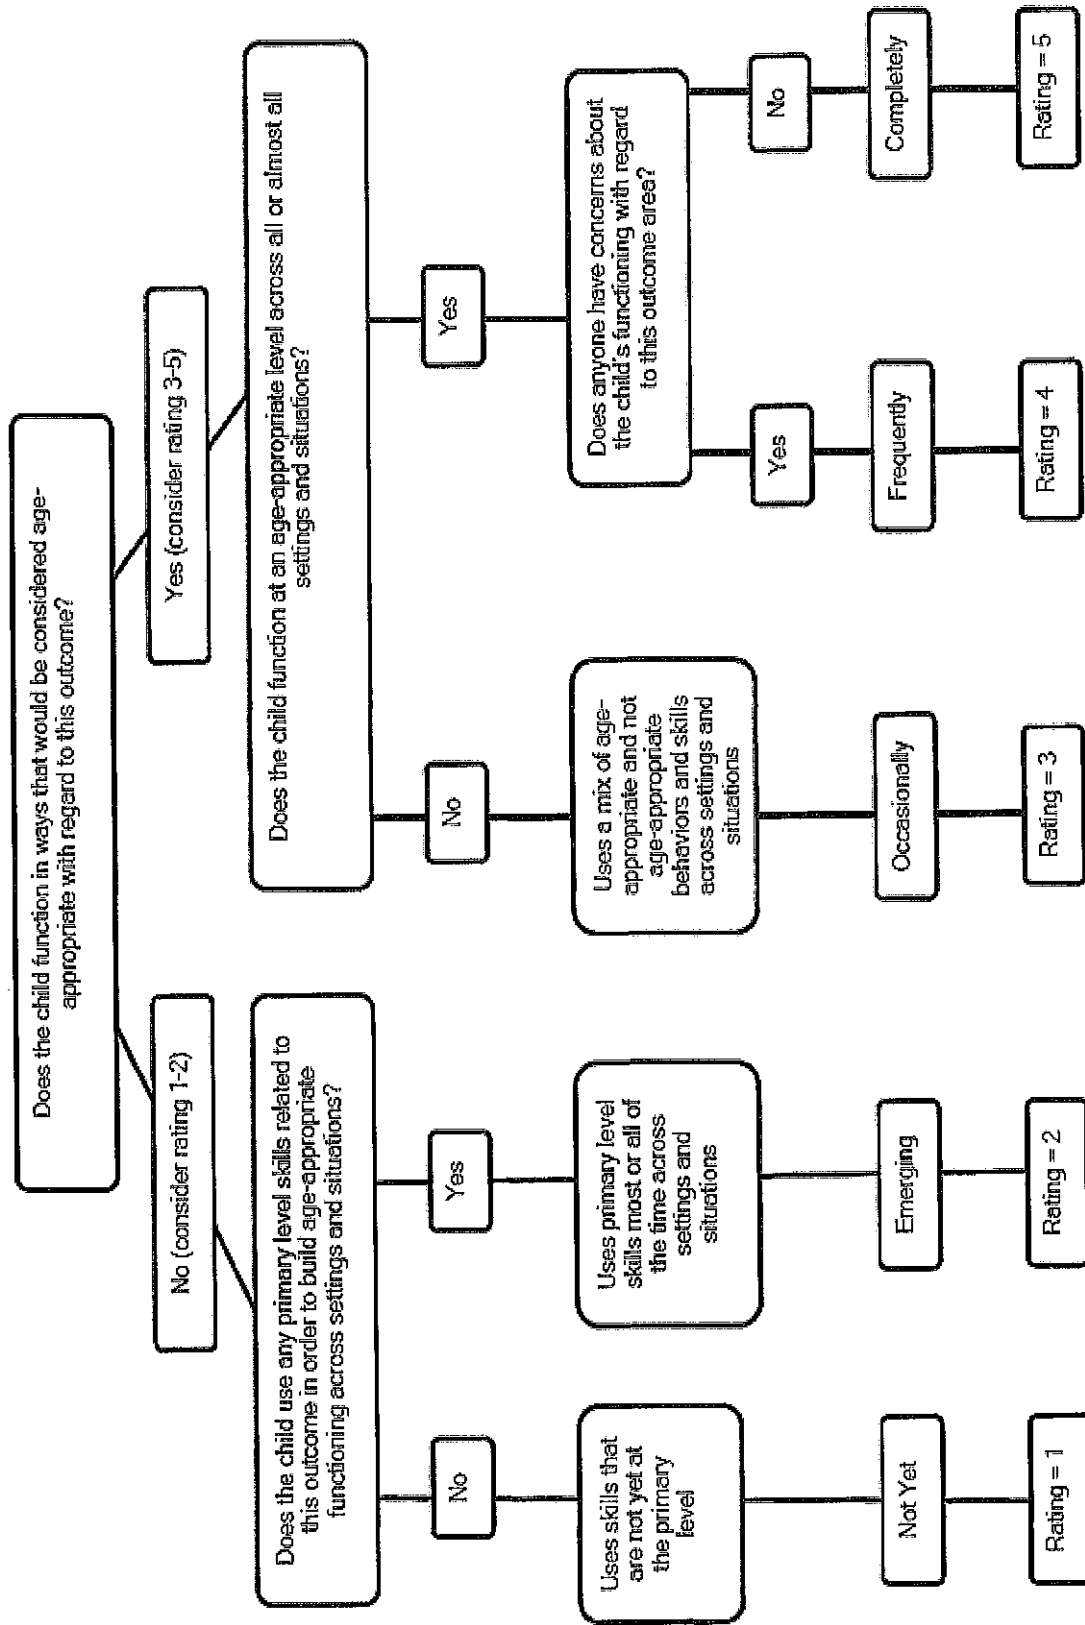 Does the child function in ways that would be considered age-
appropriate with regard to this outcome?
No (consider rating 1-2)
Yes (consider rating 3-5)
Does the child use any primary level skills related to
this outcome in order to build age-appropriate
functioning across settings and situations?
Does the child function at an age-appropriate level across all or almost all
settings and situations?
No
Yes
No
Yes
Uses skills that
are not yet at
the primary
level
Uses primary level
skills most or all of
the time across
settings and
situations
Uses a mix of age-
appropriate and not
age-appropriate
behaviors and skills
across settings and
situations
Does anyone have concerns about
the child's functioning with regard
to this outcome area?
Yes
No
Not Yet
Emerging
Occasionally
Frequently
Completely
Rating = 1
Rating = 2
Rating = 3
Rating = 4
Rating = 5